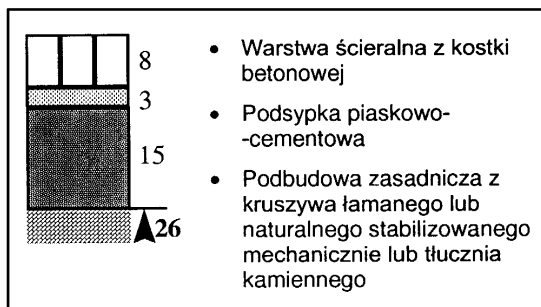 8
3
15
26
• Warstwa ścieralna z kostki
betonowej
• Podsypka piaskowo-
-cementowa
• Podbudowa zasadnicza z
kruszywa łamanego lub
naturalnego stabilizowanego
mechanicznie lub tłucznia
kamiennego